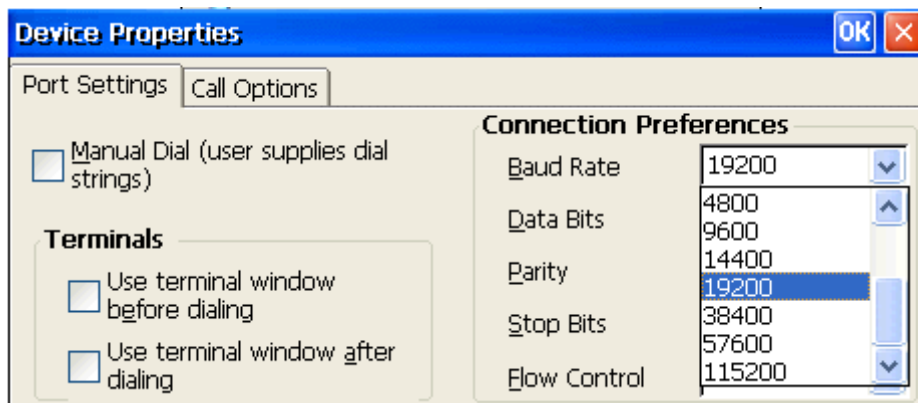 Device Properties OK
Port Settings Call Options
Manual Dial (user supplies dial
strings)
Terminals
Use terminal window
before dialing
Use terminal window after
dialing
Connection Preferences
Baud Rate 19200
Data Bits
Parity
Stop Bits
Flow Control
4800
9600
14400
19200
38400
57600
115200